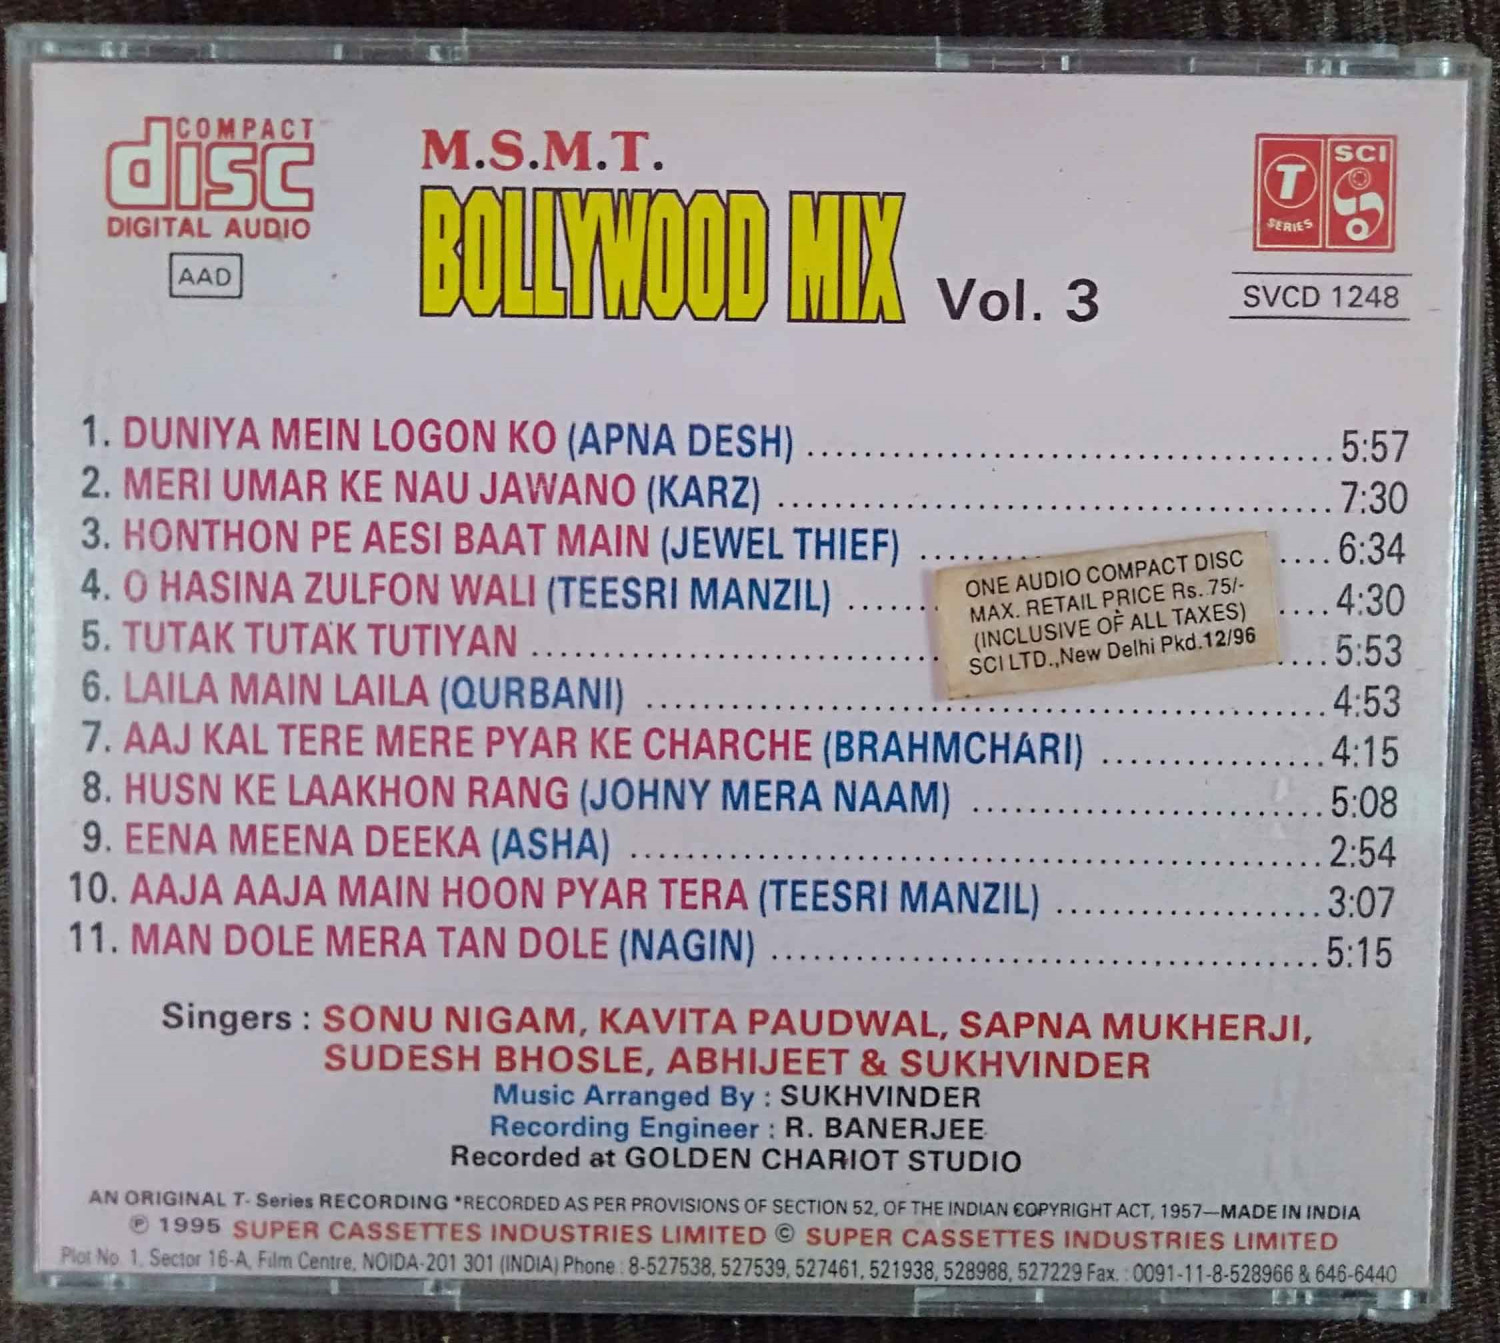 COMPACT
disc
DIGITAL AUDIO
AAD
M.S.M.T.
BOLLYWOOD MIX Vol. 3
T SERIES
SCI
SVCD 1248
1. DUNIYA MEIN LOGON KO (APNA DESH) 5:57
2. MERI UMAR KE NAU JAWANO (KARZ) 7:30
3. HONTHON PE AESI BAAT MAIN (JEWEL THIEF) 6:34
4. O HASINA ZULFON WALI (TEESRI MANZIL) 4:30
5. TUTAK TUTAK TUTIYAN 5:53
6. LAILA MAIN LAILA (QURBANI) 4:53
7. AAJ KAL TERE MERE PYAR KE CHARCHE (BRAHMCHARI) 4:15
8. HUSN KE LAAKHON RANG (JOHNY MERA NAAM) 5:08
9. EENA MEENA DEEKA (ASHA) 2:54
10. AAJA AAJA MAIN HOON PYAR TERA (TEESRI MANZIL) 3:07
11. MAN DOLE MERA TAN DOLE (NAGIN) 5:15
ONE AUDIO COMPACT DISC
MAX. RETAIL PRICE Rs. 75/-
(INCLUSIVE OF ALL TAXES)
SCI LTD.,New Delhi Pkd.12/96
Singers : SONU NIGAM, KAVITA PAUDWAL, SAPNA MUKHERJI,
SUDESH BHOSLE, ABHIJEET & SUKHVINDER
Music Arranged By : SUKHVINDER
Recording Engineer : R. BANERJEE
Recorded at GOLDEN CHARIOT STUDIO
AN ORIGINAL T- Series RECORDING *RECORDED AS PER PROVISIONS OF SECTION 52, OF THE INDIAN COPYRIGHT ACT, 1957—MADE IN INDIA
℗ 1995 SUPER CASSETTES INDUSTRIES LIMITED © SUPER CASSETTES INDUSTRIES LIMITED
Plot No. 1, Sector 16-A, Film Centre, NOIDA-201 301 (INDIA) Phone : 8-527538, 527539, 527461, 521938, 528988, 527229 Fax. : 0091-11-8-528966 & 646-6440